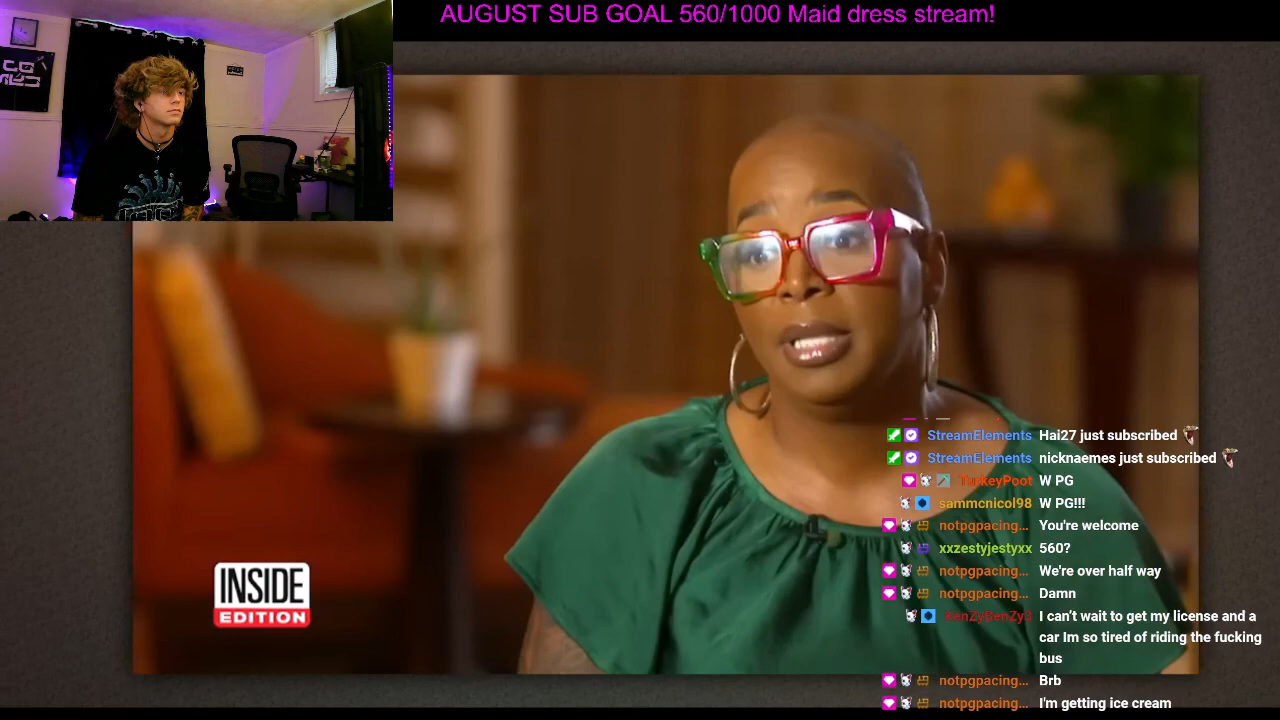 AUGUST SUB GOAL 560/1000 Maid dress stream!
INSIDE
EDITION
StreamElements Hai27 just subscribed
StreamElements nicknaemes just subscribed
TurkeyPoot W PG
sammcnicol98 W PG!!!
notpgpacing... You're welcome
xxzestyjestyxx 560?
notpgpacing... We're over half way
notpgpacing... Damn
KenZyBenZy3 I can't wait to get my license and a
car Im so tired of riding the fucking
bus
notpgpacing... Brb
notpgpacing... I'm getting ice cream